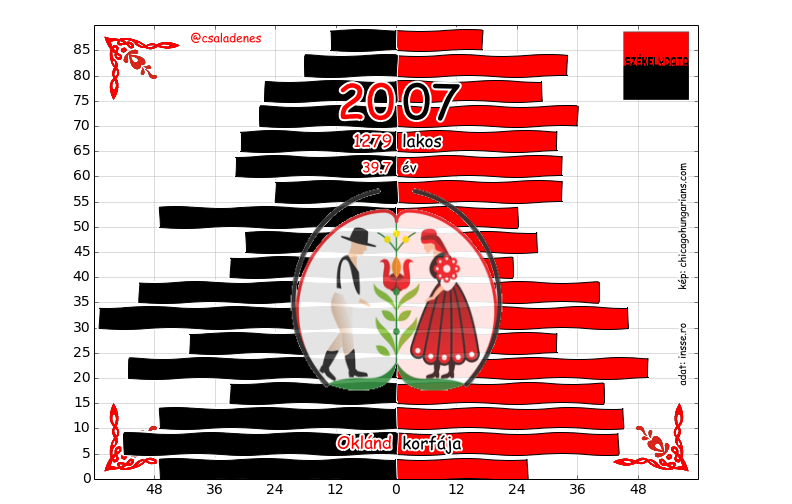 @csaladenes
SZÉKELYDATA
2007
1279 lakos
39.7 év
kép: chicagohungarians.com
adat: insse.ro
Oklánd korfája
85
80
75
70
65
60
55
50
45
40
35
30
25
20
15
10
5
0
48 36 24 12 0 12 24 36 48